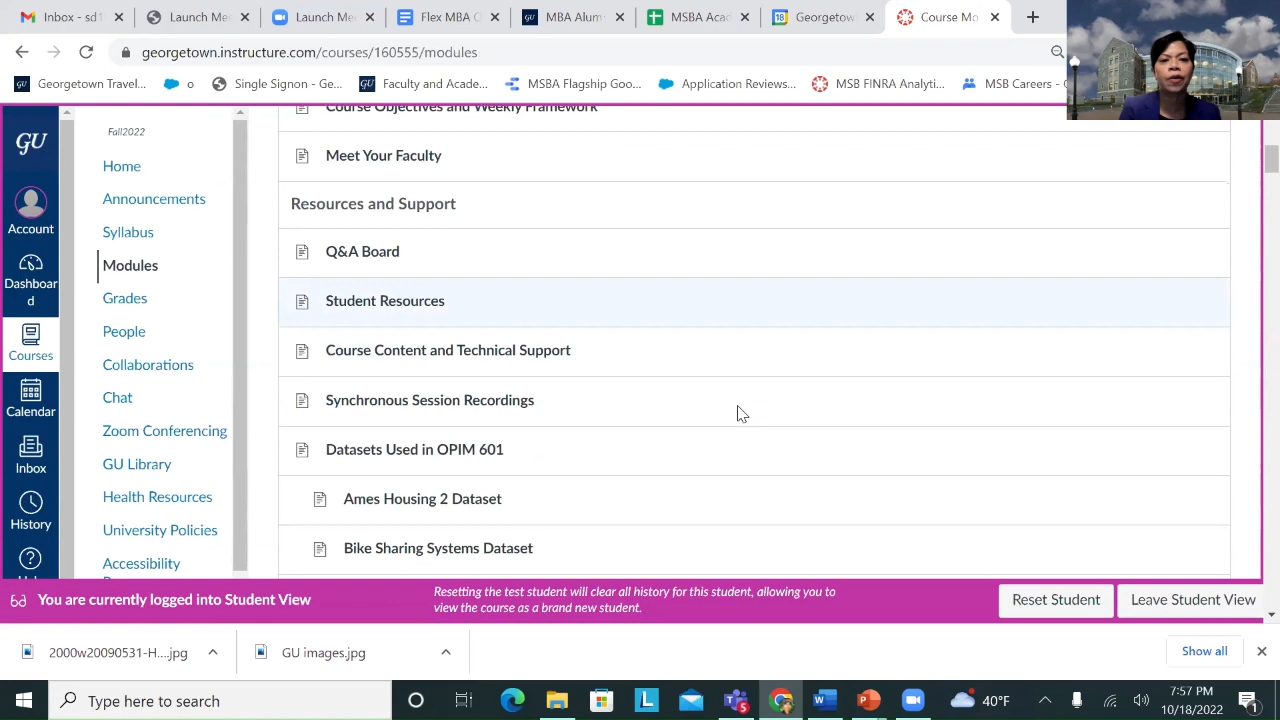 Inbox - sd1
Launch Mee
Launch Me
Flex MBA C
MBA Alum
MSBA Acad
Georgetow
Course Mo
georgetown.instructure.com/courses/160555/modules
Georgetown Travel...
o
Single Signon - Ge...
Faculty and Acade
MSBA Flagship Gou...
Application Reviews...
MSB FINRA Analyti...
MSB Careers - G
GU
Account
Dashboar
d
Courses
Calendar
Inbox
History
Fall2022
Home
Announcements
Syllabus
Modules
Grades
People
Collaborations
Chat
Zoom Conferencing
GU Library
Health Resources
University Policies
Accessibility
Course Objectives and Weekly Framework
Meet Your Faculty
Resources and Support
Q&A Board
Student Resources
Course Content and Technical Support
Synchronous Session Recordings
Datasets Used in OPIM 601
Ames Housing 2 Dataset
Bike Sharing Systems Dataset
You are currently logged into Student View
Resetting the test student will clear all history for this student, allowing you to
view the course as a brand new student.
Reset Student
Leave Student View
2000w20090531-H....jpg
GU images.jpg
Show all
Type here to search
40°F
7:57 PM
10/18/2022